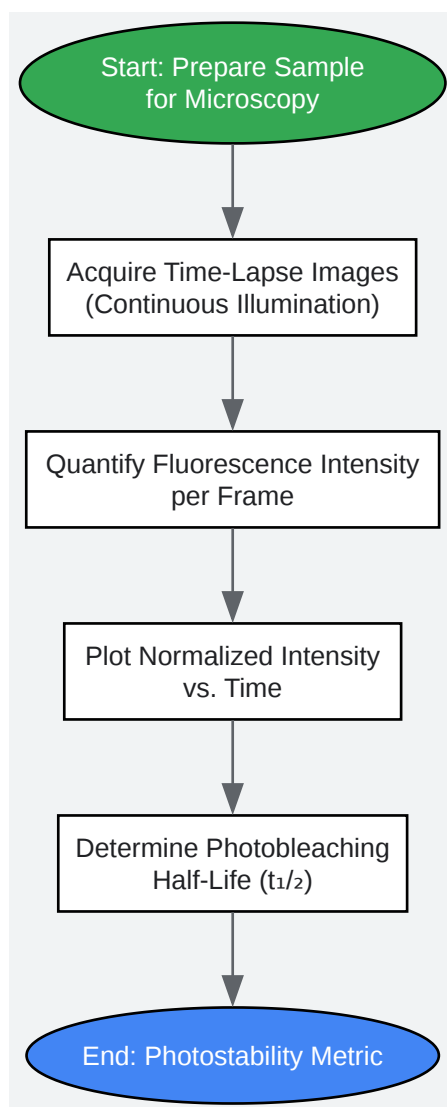 Start: Prepare Sample
for Microscopy
Acquire Time-Lapse Images
(Continuous Illumination)
Quantify Fluorescence Intensity
per Frame
Plot Normalized Intensity
vs. Time
Determine Photobleaching
Half-Life (t₁/₂)
End: Photostability Metric